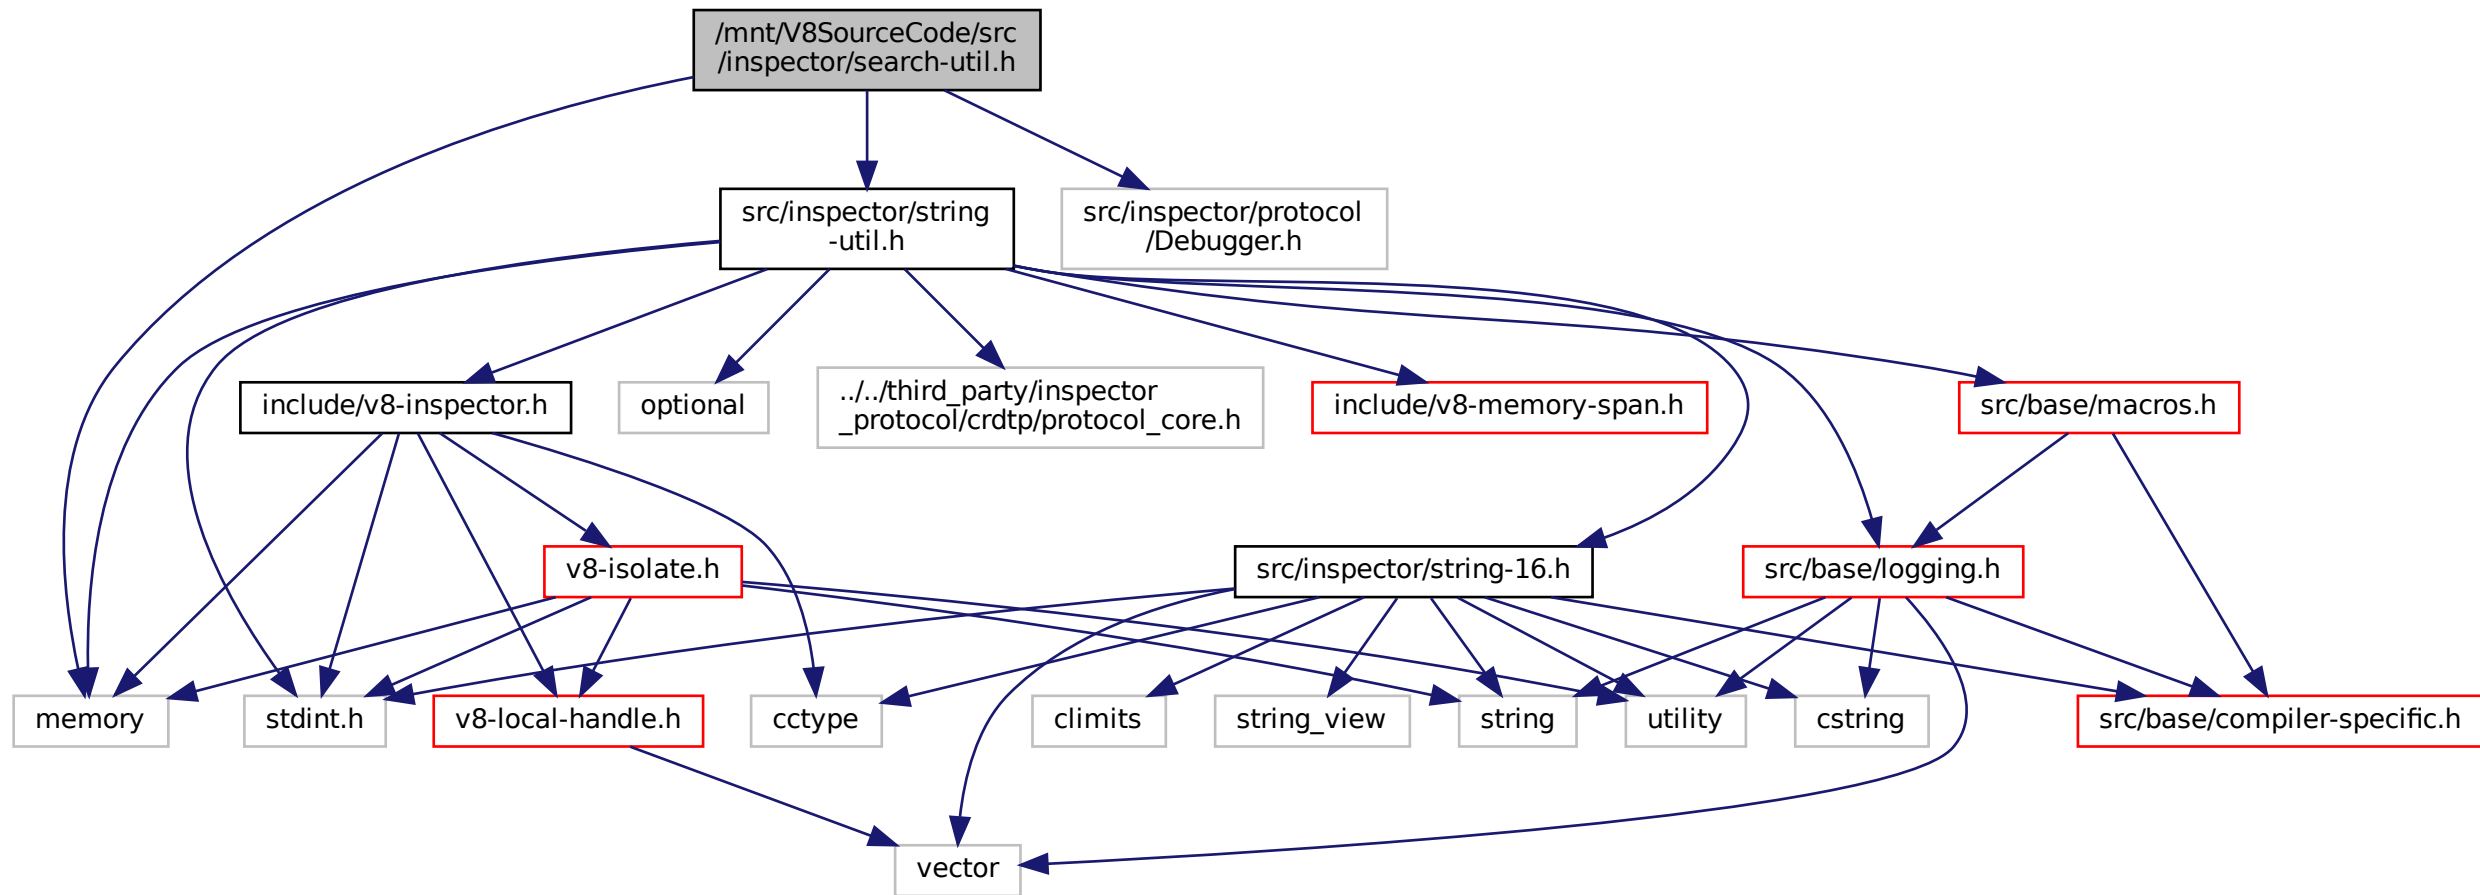 /mnt/V8SourceCode/src
/inspector/search-util.h
src/inspector/string
-util.h
src/inspector/protocol
/Debugger.h
include/v8-inspector.h
optional
../../third_party/inspector
_protocol/crdtp/protocol_core.h
include/v8-memory-span.h
src/base/macros.h
v8-isolate.h
src/inspector/string-16.h
src/base/logging.h
memory
stdint.h
v8-local-handle.h
cctype
climits
string_view
string
utility
cstring
src/base/compiler-specific.h
vector